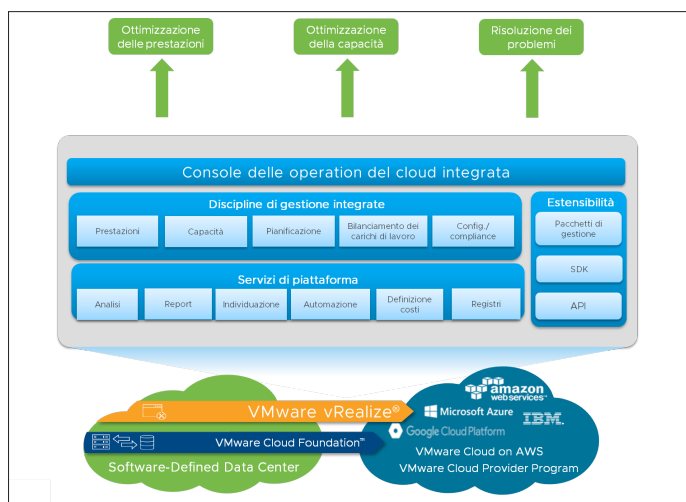 Ottimizzazione
delle prestazioni
Ottimizzazione
della capacità
Risoluzione dei
problemi
Console delle operation del cloud integrata
Discipline di gestione integrate
Prestazioni
Capacità
Pianificazione
Bilanciamento dei
carichi di lavoro
Config./
compliance
Estensibilità
Pacchetti di
gestione
SDK
API
Servizi di piattaforma
Analisi
Report
Individuazione
Automazione
Definizione
costi
Registri
VMware vRealize®
VMware Cloud Foundation™
Software-Defined Data Center
amazon
webservices™
Microsoft Azure
IBM®
Google Cloud Platform
VMware Cloud on AWS
VMware Cloud Provider Program